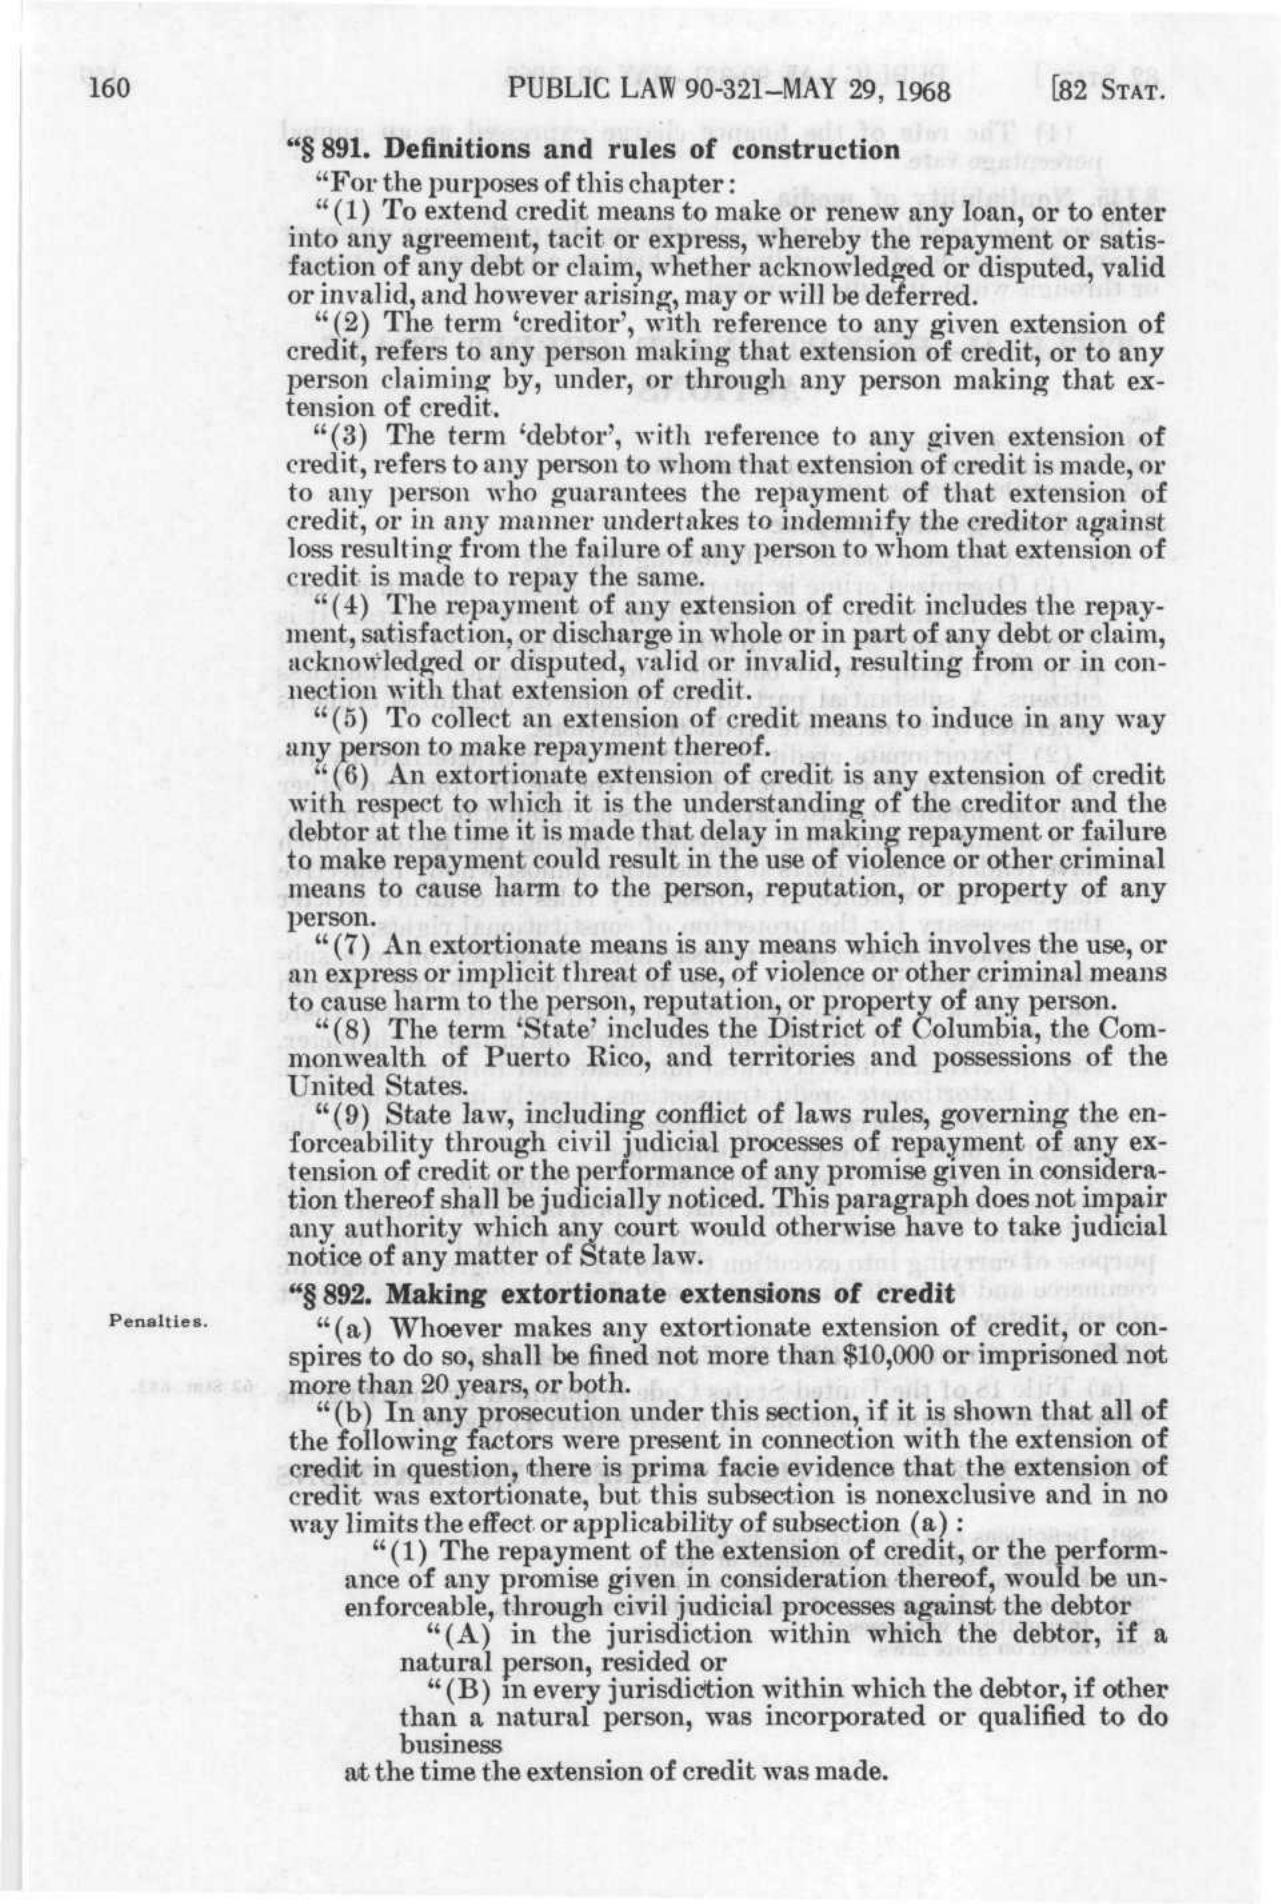 160
PUBLIC LAW 90-321–MAY 29, 1968
[82 STAT.
"§ 891. Definitions and rules of construction
"For the purposes of this chapter:
"(1) To extend credit means to make or renew any loan, or to enter
into any agreement, tacit or express, whereby the repayment or satis-
faction of any debt or claim, whether acknowledged or disputed, valid
or invalid, and however arising, may or will be deferred.
"(2) The term 'creditor', with reference to any given extension of
credit, refers to any person making that extension of credit, or to any
person claiming by, under, or through any person making that ex-
tension of credit.
"(3) The term 'debtor', with reference to any given extension of
credit, refers to any person to whom that extension of credit is made, or
to any person who guarantees the repayment of that extension of
credit, or in any manner undertakes to indemnify the creditor against
loss resulting from the failure of any person to whom that extension of
credit is made to repay the same.
"(4) The repayment of any extension of credit includes the repay-
ment, satisfaction, or discharge in whole or in part of any debt or claim,
acknowledged or disputed, valid or invalid, resulting from or in con-
nection with that extension of credit.
"(5) To collect an extension of credit means to induce in any way
any person to make repayment thereof.
"(6) An extortionate extension of credit is any extension of credit
with respect to which it is the understanding of the creditor and the
debtor at the time it is made that delay in making repayment or failure
to make repayment could result in the use of violence or other criminal
means to cause harm to the person, reputation, or property of any
person.
"(7) An extortionate means is any means which involves the use, or
an express or implicit threat of use, of violence or other criminal means
to cause harm to the person, reputation, or property of any person.
"(8) The term 'State' includes the District of Columbia, the Com-
monwealth of Puerto Rico, and territories and possessions of the
United States.
"(9) State law, including conflict of laws rules, governing the en-
forceability through civil judicial processes of repayment of any ex-
tension of credit or the performance of any promise given in considera-
tion thereof shall be judicially noticed. This paragraph does not impair
any authority which any court would otherwise have to take judicial
notice of any matter of State law.
"§ 892. Making extortionate extensions of credit
Penalties.
"(a) Whoever makes any extortionate extension of credit, or con-
spires to do so, shall be fined not more than $10,000 or imprisoned not
more than 20 years, or both.
"(b) In any prosecution under this section, if it is shown that all of
the following factors were present in connection with the extension of
credit in question, there is prima facie evidence that the extension of
credit was extortionate, but this subsection is nonexclusive and in no
way limits the effect or applicability of subsection (a):
"(1) The repayment of the extension of credit, or the perform-
ance of any promise given in consideration thereof, would be un-
enforceable, through civil judicial processes against the debtor
"(A) in the jurisdiction within which the debtor, if a
natural person, resided or
"(B) in every jurisdiction within which the debtor, if other
than a natural person, was incorporated or qualified to do
business
at the time the extension of credit was made.